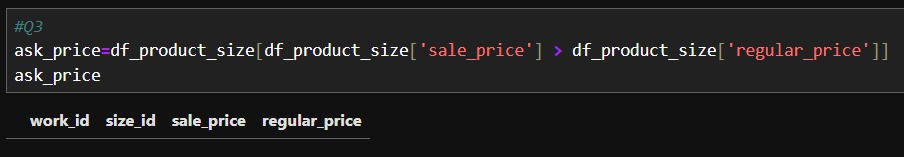 #Q3
ask_price=df_product_size[df_product_size['sale_price'] > df_product_size['regular_price']]
ask_price
work_id size_id sale_price regular_price